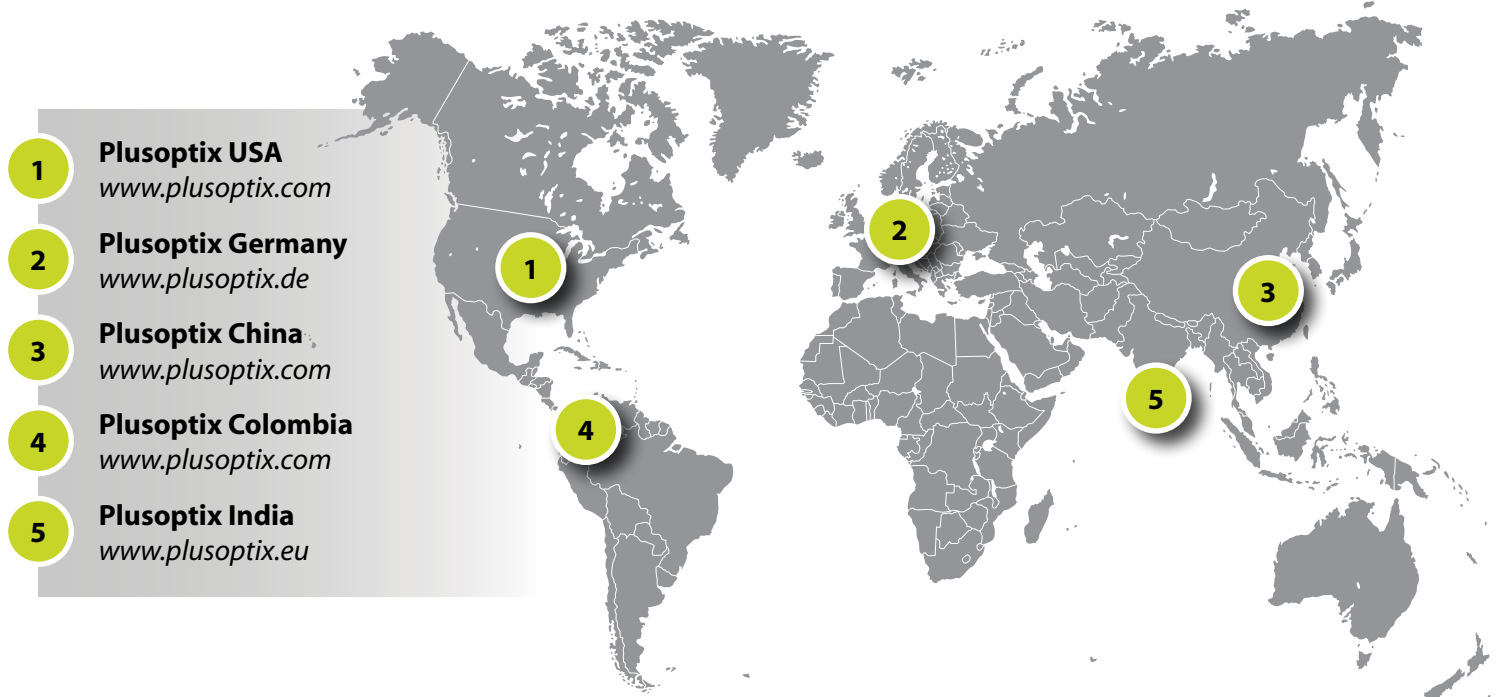 1
Plusoptix USA
www.plusoptix.com
2
Plusoptix Germany
www.plusoptix.de
3
Plusoptix China
www.plusoptix.com
4
Plusoptix Colombia
www.plusoptix.com
5
Plusoptix India
www.plusoptix.eu
1
2
3
4
5